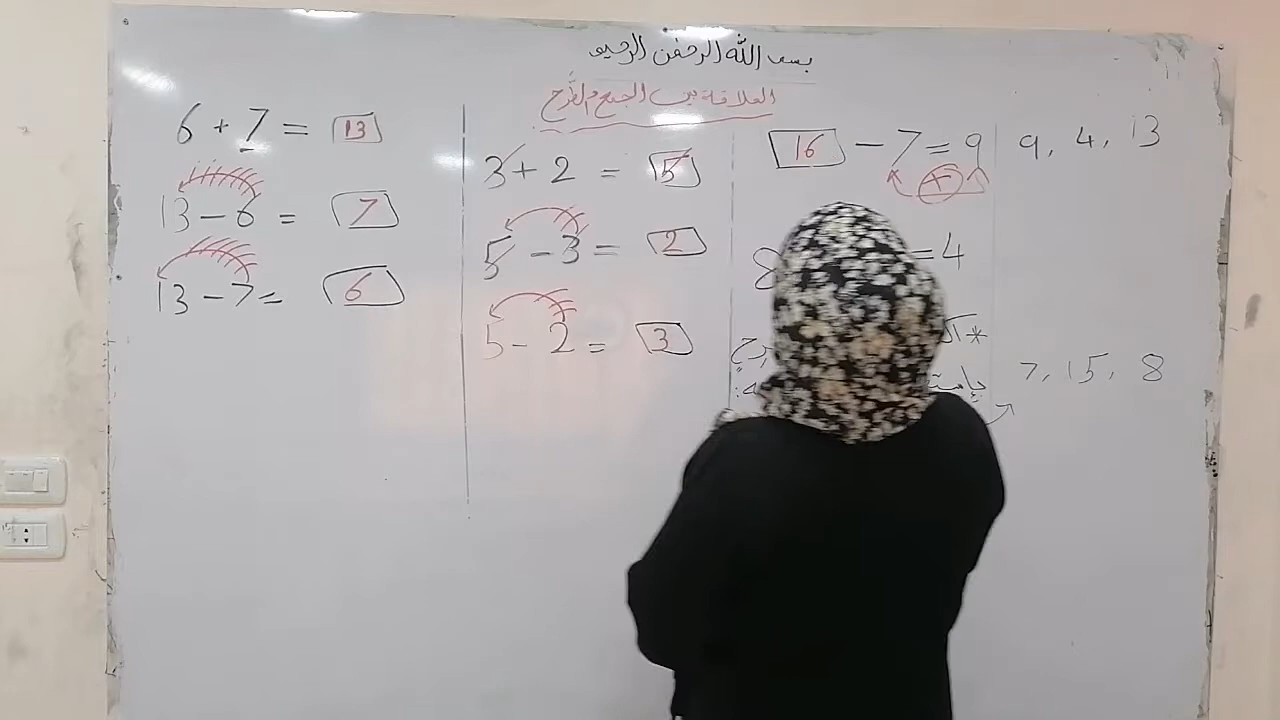 بسم الله الرحمن الرحيم
العلاقة بين الجمع والطرح
6 + 7 = 13
13 - 6 = 7
13 - 7 = 6
3 + 2 = 5
5 - 3 = 2
5 - 2 = 3
16 - 7 = 9
+
8 = 4
9, 4, 13
7, 15, 8